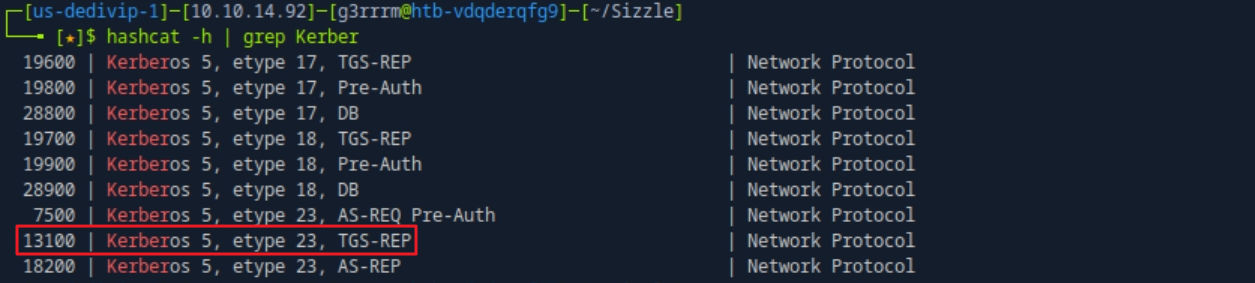 [us-dedivip-1]─[10.10.14.92]─[g3rrrm@htb-vdqderqfg9]─[~/Sizzle]
[★]$ hashcat -h | grep Kerber
19600 | Kerberos 5, etype 17, TGS-REP | Network Protocol
19800 | Kerberos 5, etype 17, Pre-Auth | Network Protocol
28800 | Kerberos 5, etype 17, DB | Network Protocol
19700 | Kerberos 5, etype 18, TGS-REP | Network Protocol
19900 | Kerberos 5, etype 18, Pre-Auth | Network Protocol
28900 | Kerberos 5, etype 18, DB | Network Protocol
7500 | Kerberos 5, etype 23, AS-REQ Pre-Auth | Network Protocol
13100 | Kerberos 5, etype 23, TGS-REP | Network Protocol
18200 | Kerberos 5, etype 23, AS-REP | Network Protocol